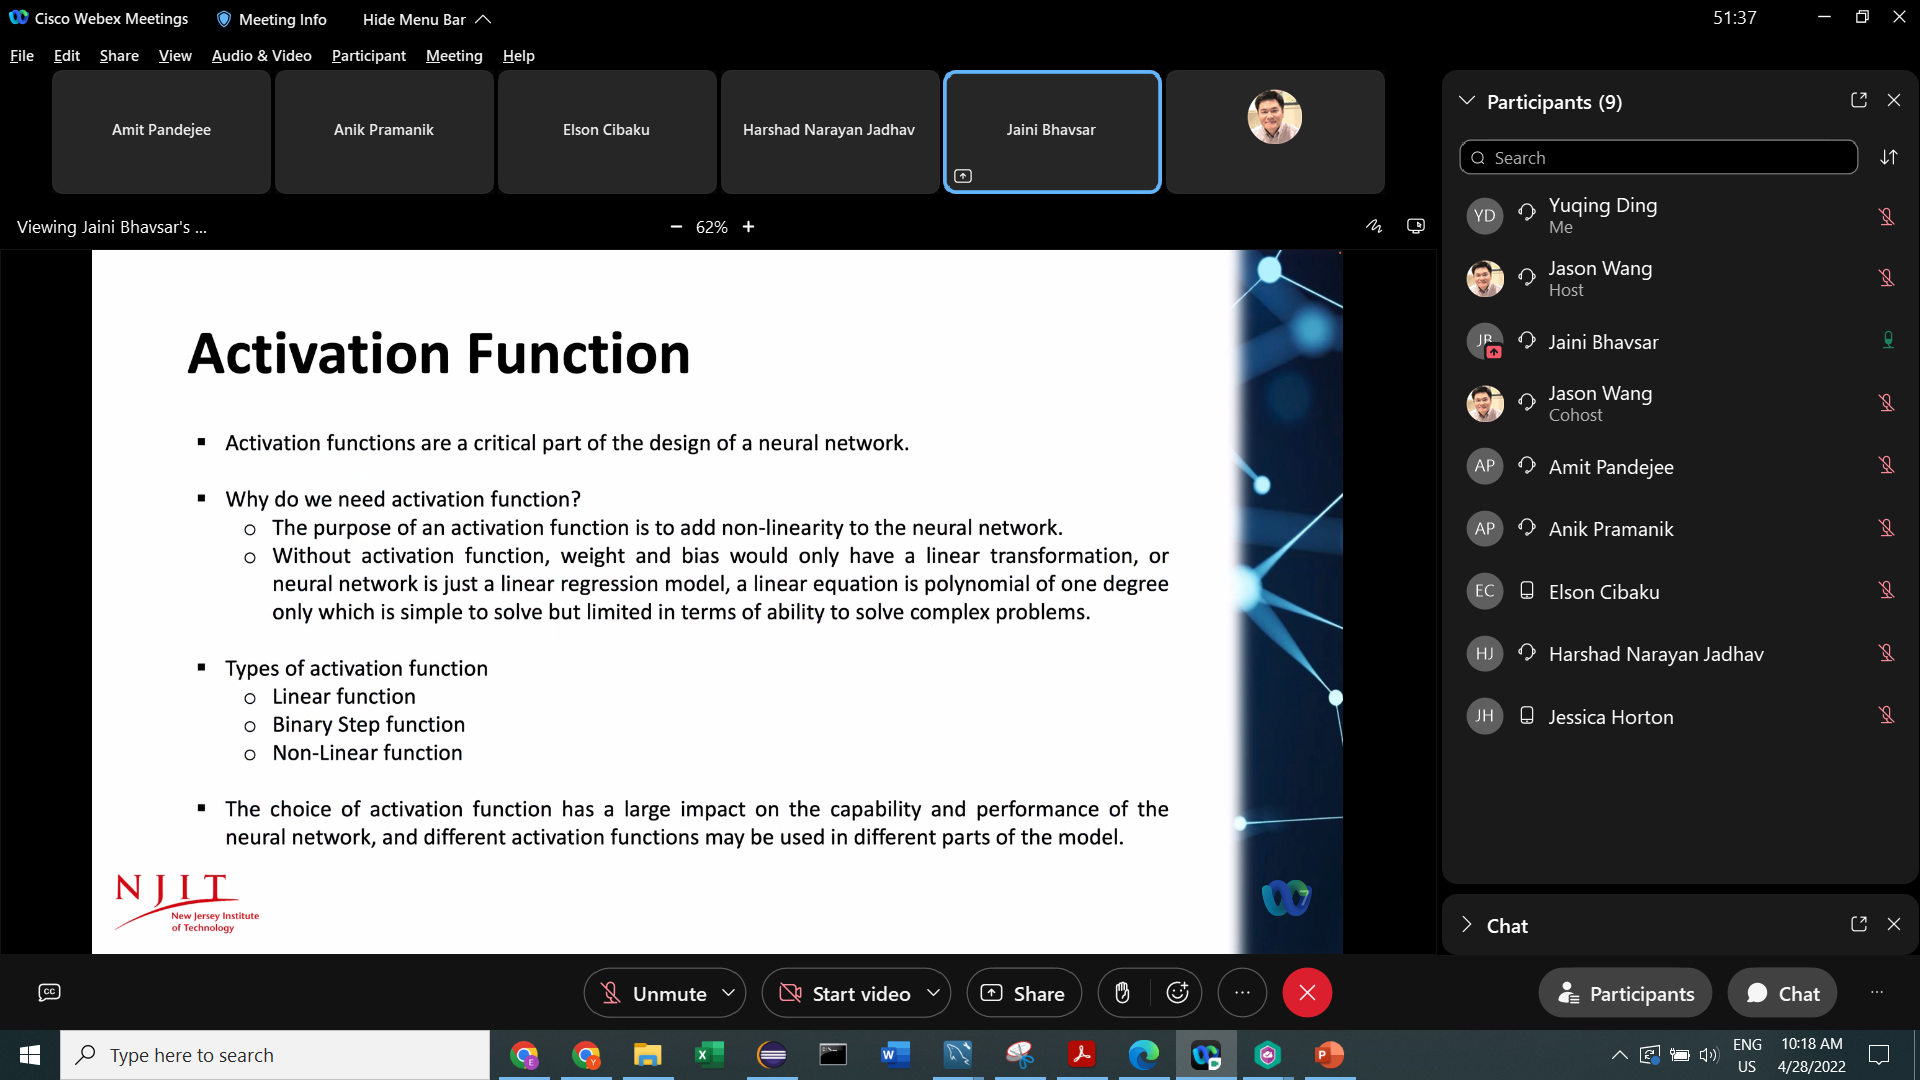 Cisco Webex Meetings
Meeting Info
Hide Menu Bar
51:37
File Edit Share View Audio & Video Participant Meeting Help
Amit Pandejee
Anik Pramanik
Elson Cibaku
Harshad Narayan Jadhav
Jaini Bhavsar
Viewing Jaini Bhavsar's ...
62%
Activation Function
▪ Activation functions are a critical part of the design of a neural network.
▪ Why do we need activation function?
o The purpose of an activation function is to add non-linearity to the neural network.
o Without activation function, weight and bias would only have a linear transformation, or
neural network is just a linear regression model, a linear equation is polynomial of one degree
only which is simple to solve but limited in terms of ability to solve complex problems.
▪ Types of activation function
o Linear function
o Binary Step function
o Non-Linear function
▪ The choice of activation function has a large impact on the capability and performance of the
neural network, and different activation functions may be used in different parts of the model.
NJIT
New Jersey Institute
of Technology
7
Participants (9)
Search
YD
Yuqing Ding
Me
Jason Wang
Host
JB
Jaini Bhavsar
Jason Wang
Cohost
AP
Amit Pandejee
AP
Anik Pramanik
EC
Elson Cibaku
HJ
Harshad Narayan Jadhav
JH
Jessica Horton
Chat
CC
Unmute
Start video
Share
Participants
Chat
Type here to search
ENG
US
10:18 AM
4/28/2022